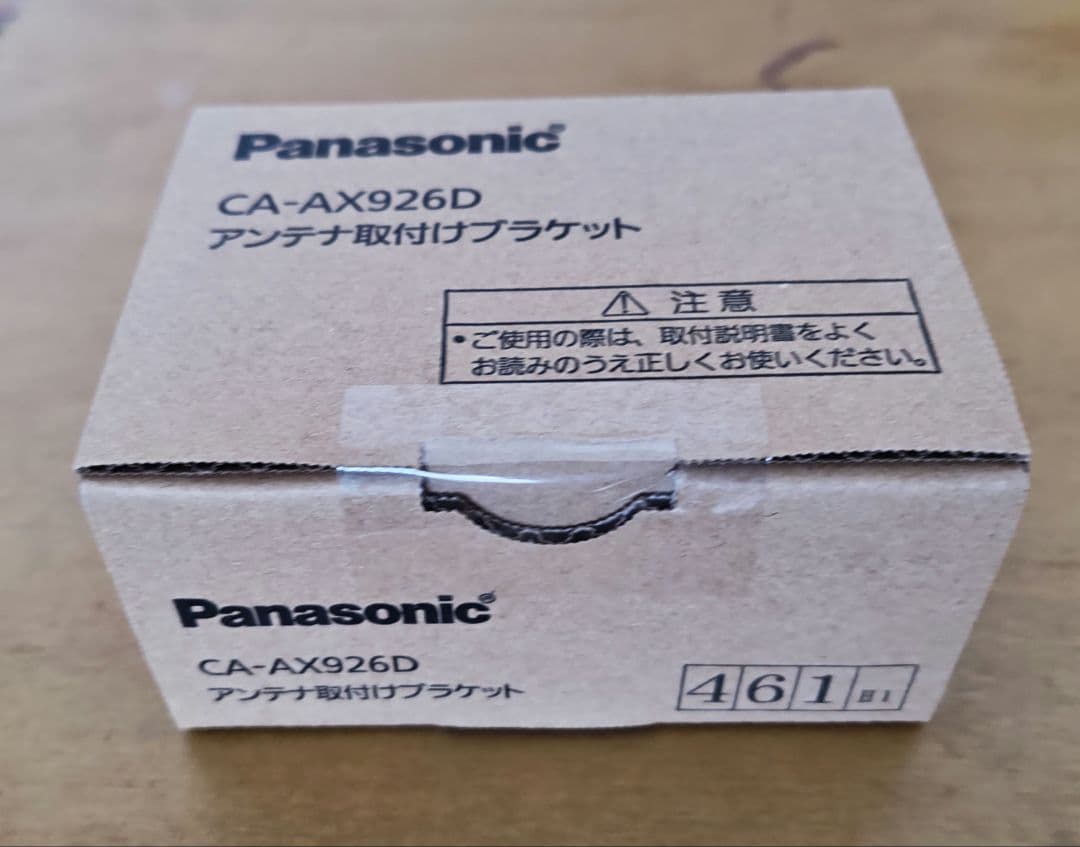 Panasonic
CA-AX926D
アンテナ取付けブラケット
⚠ 注意
•ご使用の際は、取付説明書をよく
お読みのうえ正しくお使いください。
Panasonic®
CA-AX926D
アンテナ取付けブラケット
461